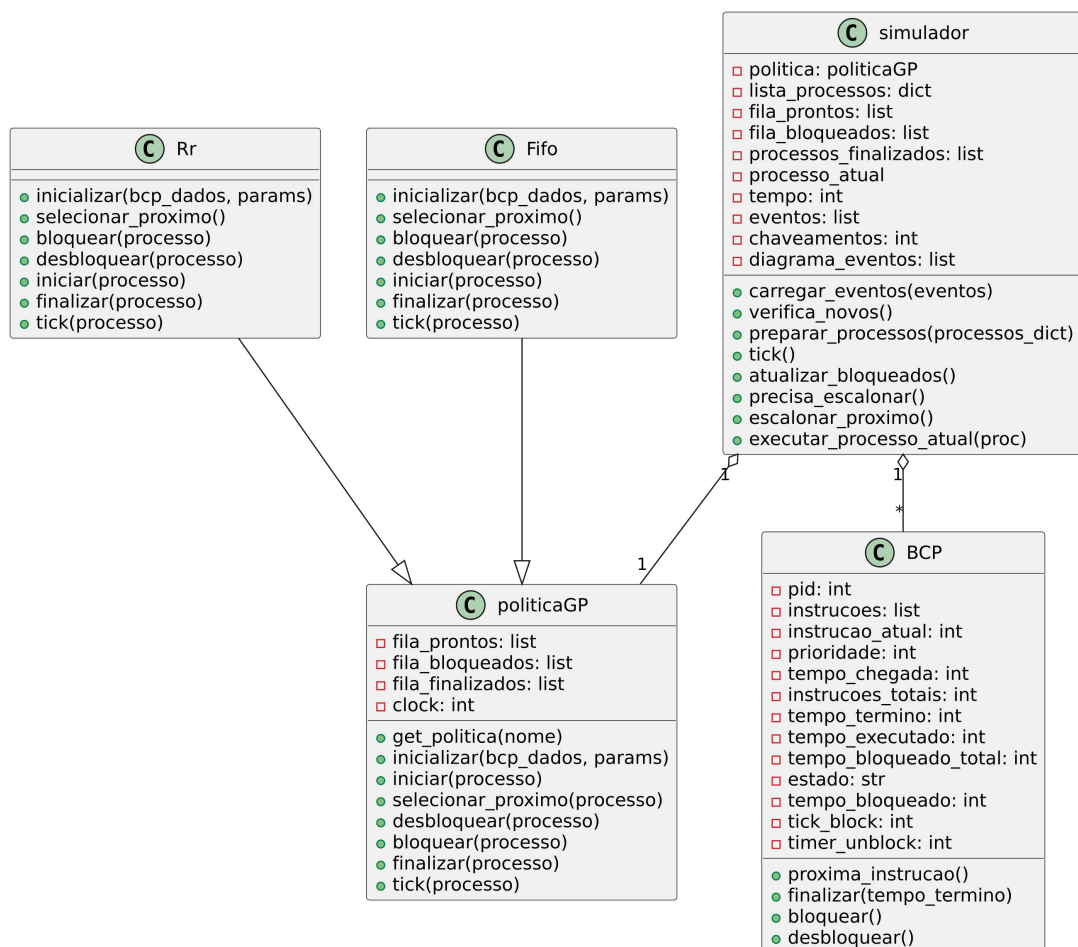 C simulador
politica: politicaGP
lista_processos: dict
fila_prontos: list
fila_bloqueados: list
processos_finalizados: list
processo_atual
tempo: int
eventos: list
chaveamentos: int
diagrama_eventos: list
carregar_eventos(eventos)
verifica_novos()
preparar_processos(processos_dict)
tick()
atualizar_bloqueados()
precisa_escalonar()
escalonar_proximo()
executar_processo_atual(proc)
C Rr
inicializar(bcp_dados, params)
selecionar_proximo()
bloquear(processo)
desbloquear(processo)
iniciar(processo)
finalizar(processo)
tick(processo)
C Fifo
inicializar(bcp_dados, params)
selecionar_proximo()
bloquear(processo)
desbloquear(processo)
iniciar(processo)
finalizar(processo)
tick(processo)
1
1
1
*
C politicaGP
fila_prontos: list
fila_bloqueados: list
fila_finalizados: list
clock: int
get_politica(nome)
inicializar(bcp_dados, params)
iniciar(processo)
selecionar_proximo(processo)
desbloquear(processo)
bloquear(processo)
finalizar(processo)
tick(processo)
C BCP
pid: int
instrucoes: list
instrucao_atual: int
prioridade: int
tempo_chegada: int
instrucoes_totais: int
tempo_termino: int
tempo_executado: int
tempo_bloqueado_total: int
estado: str
tempo_bloqueado: int
tick_block: int
timer_unblock: int
proxima_instrucao()
finalizar(tempo_termino)
bloquear()
desbloquear()